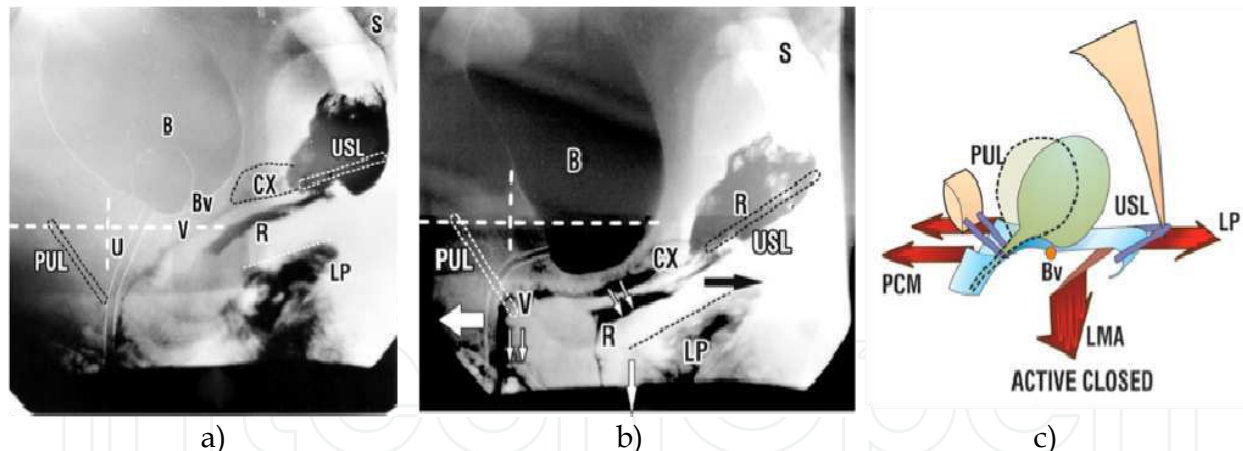 S
B
USL
CX
Bv
V
R
U
PUL
LP
S
B
R
USL
PUL
CX
V
R
LP
PUL
USL
LP
PCM
Bv
LMA
ACTIVE CLOSED
a)
b)
c)